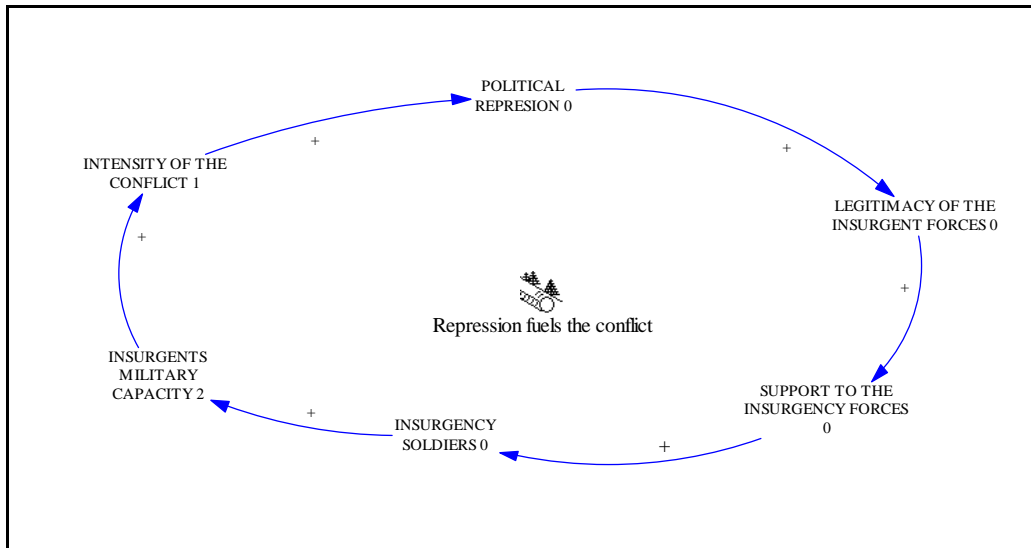 POLITICAL
REPRESION 0
+
+
INTENSITY OF THE
CONFLICT 1
LEGITIMACY OF THE
INSURGENT FORCES 0
+
+
Repression fuels the conflict
INSURGENTS
MILITARY
CAPACITY 2
SUPPORT TO THE
INSURGENCY FORCES
0
+
INSURGENCY
SOLDIERS 0
+